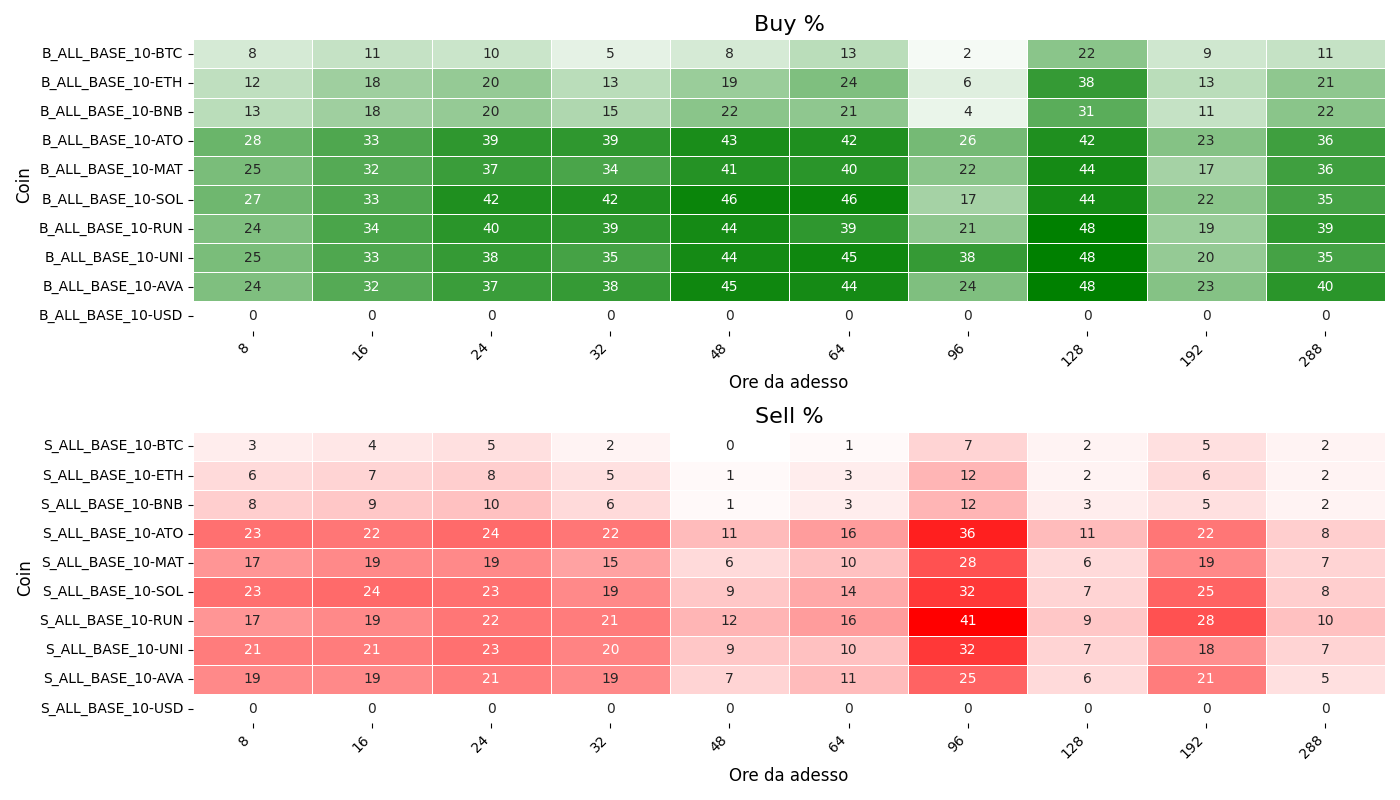 Buy %
Coin
B_ALL_BASE_10-BTC 8 11 10 5 8 13 2 22 9 11
B_ALL_BASE_10-ETH 12 18 20 13 19 24 6 38 13 21
B_ALL_BASE_10-BNB 13 18 20 15 22 21 4 31 11 22
B_ALL_BASE_10-ATO 28 33 39 39 43 42 26 42 23 36
B_ALL_BASE_10-MAT 25 32 37 34 41 40 22 44 17 36
B_ALL_BASE_10-SOL 27 33 42 42 46 46 17 44 22 35
B_ALL_BASE_10-RUN 24 34 40 39 44 39 21 48 19 39
B_ALL_BASE_10-UNI 25 33 38 35 44 45 38 48 20 35
B_ALL_BASE_10-AVA 24 32 37 38 45 44 24 48 23 40
B_ALL_BASE_10-USD 0 0 0 0 0 0 0 0 0 0
8 16 24 32 48 64 96 128 192 288
Ore da adesso
Sell %
Coin
S_ALL_BASE_10-BTC 3 4 5 2 0 1 7 2 5 2
S_ALL_BASE_10-ETH 6 7 8 5 1 3 12 2 6 2
S_ALL_BASE_10-BNB 8 9 10 6 1 3 12 3 5 2
S_ALL_BASE_10-ATO 23 22 24 22 11 16 36 11 22 8
S_ALL_BASE_10-MAT 17 19 19 15 6 10 28 6 19 7
S_ALL_BASE_10-SOL 23 24 23 19 9 14 32 7 25 8
S_ALL_BASE_10-RUN 17 19 22 21 12 16 41 9 28 10
S_ALL_BASE_10-UNI 21 21 23 20 9 10 32 7 18 7
S_ALL_BASE_10-AVA 19 19 21 19 7 11 25 6 21 5
S_ALL_BASE_10-USD 0 0 0 0 0 0 0 0 0 0
8 16 24 32 48 64 96 128 192 288
Ore da adesso